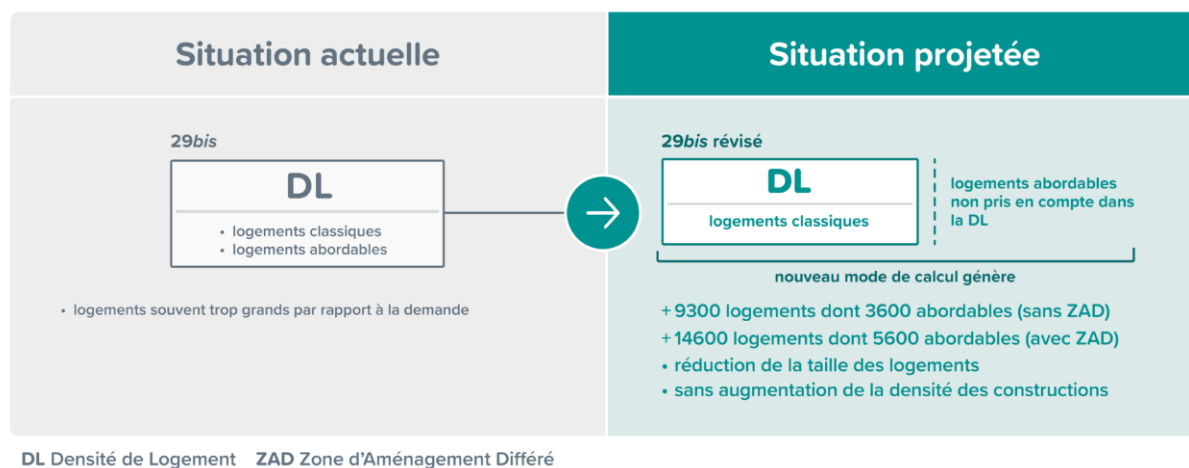 Situation actuelle
29bis
DL
• logements classiques
• logements abordables
• logements souvent trop grands par rapport à la demande
Situation projetée
29bis révisé
DL
logements classiques
logements abordables
non pris en compte dans
la DL
nouveau mode de calcul génère
+ 9300 logements dont 3600 abordables (sans ZAD)
+ 14600 logements dont 5600 abordables (avec ZAD)
• réduction de la taille des logements
• sans augmentation de la densité des constructions
DL Densité de Logement ZAD Zone d'Aménagement Différé